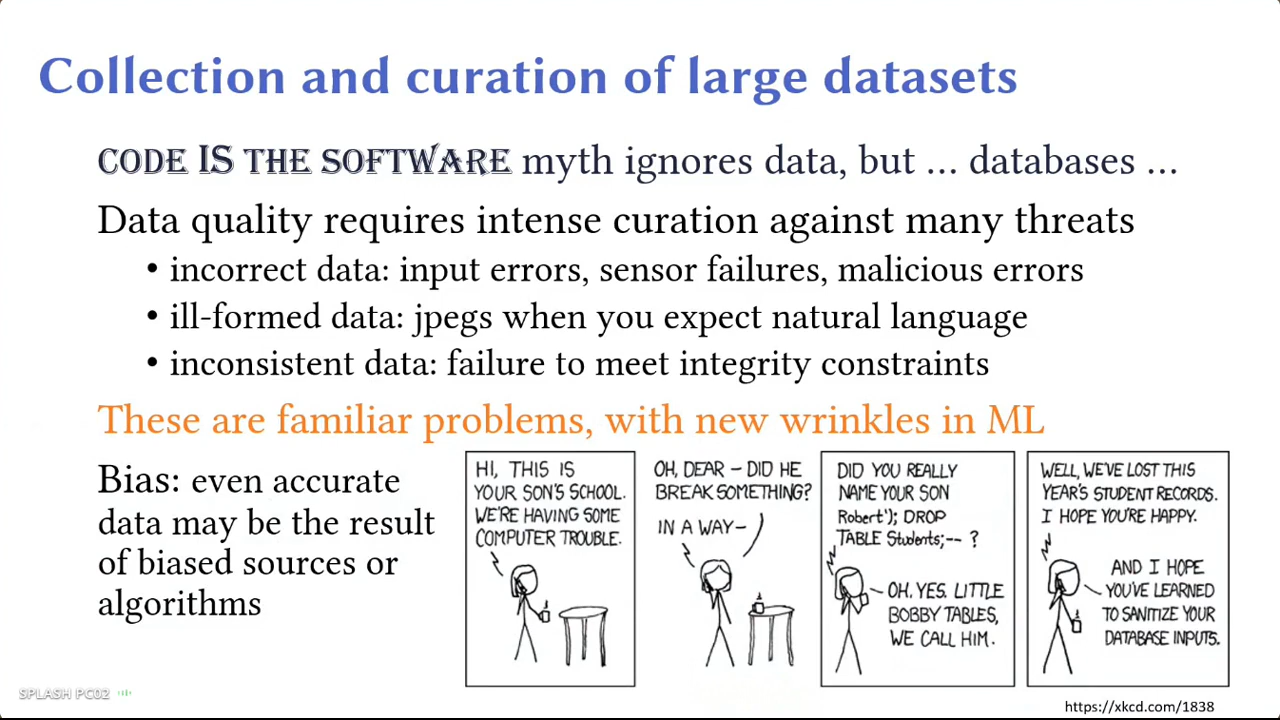 Collection and curation of large datasets
CODE IS THE SOFTWARE myth ignores data, but … databases …
Data quality requires intense curation against many threats
• incorrect data: input errors, sensor failures, malicious errors
• ill-formed data: jpegs when you expect natural language
• inconsistent data: failure to meet integrity constraints
These are familiar problems, with new wrinkles in ML
Bias: even accurate
data may be the result
of biased sources or
algorithms
HI, THIS IS
YOUR SON'S SCHOOL.
WE'RE HAVING SOME
COMPUTER TROUBLE.
OH, DEAR – DID HE
BREAK SOMETHING?
IN A WAY–
DID YOU REALLY
NAME YOUR SON
Robert'); DROP
TABLE Students;-- ?
OH, YES. LITTLE
BOBBY TABLES,
WE CALL HIM.
WELL, WE'VE LOST THIS
YEAR'S STUDENT RECORDS.
I HOPE YOU'RE HAPPY.
AND I HOPE
YOU'VE LEARNED
TO SANITIZE YOUR
DATABASE INPUTS.
SPLASH PC02
https://xkcd.com/1838